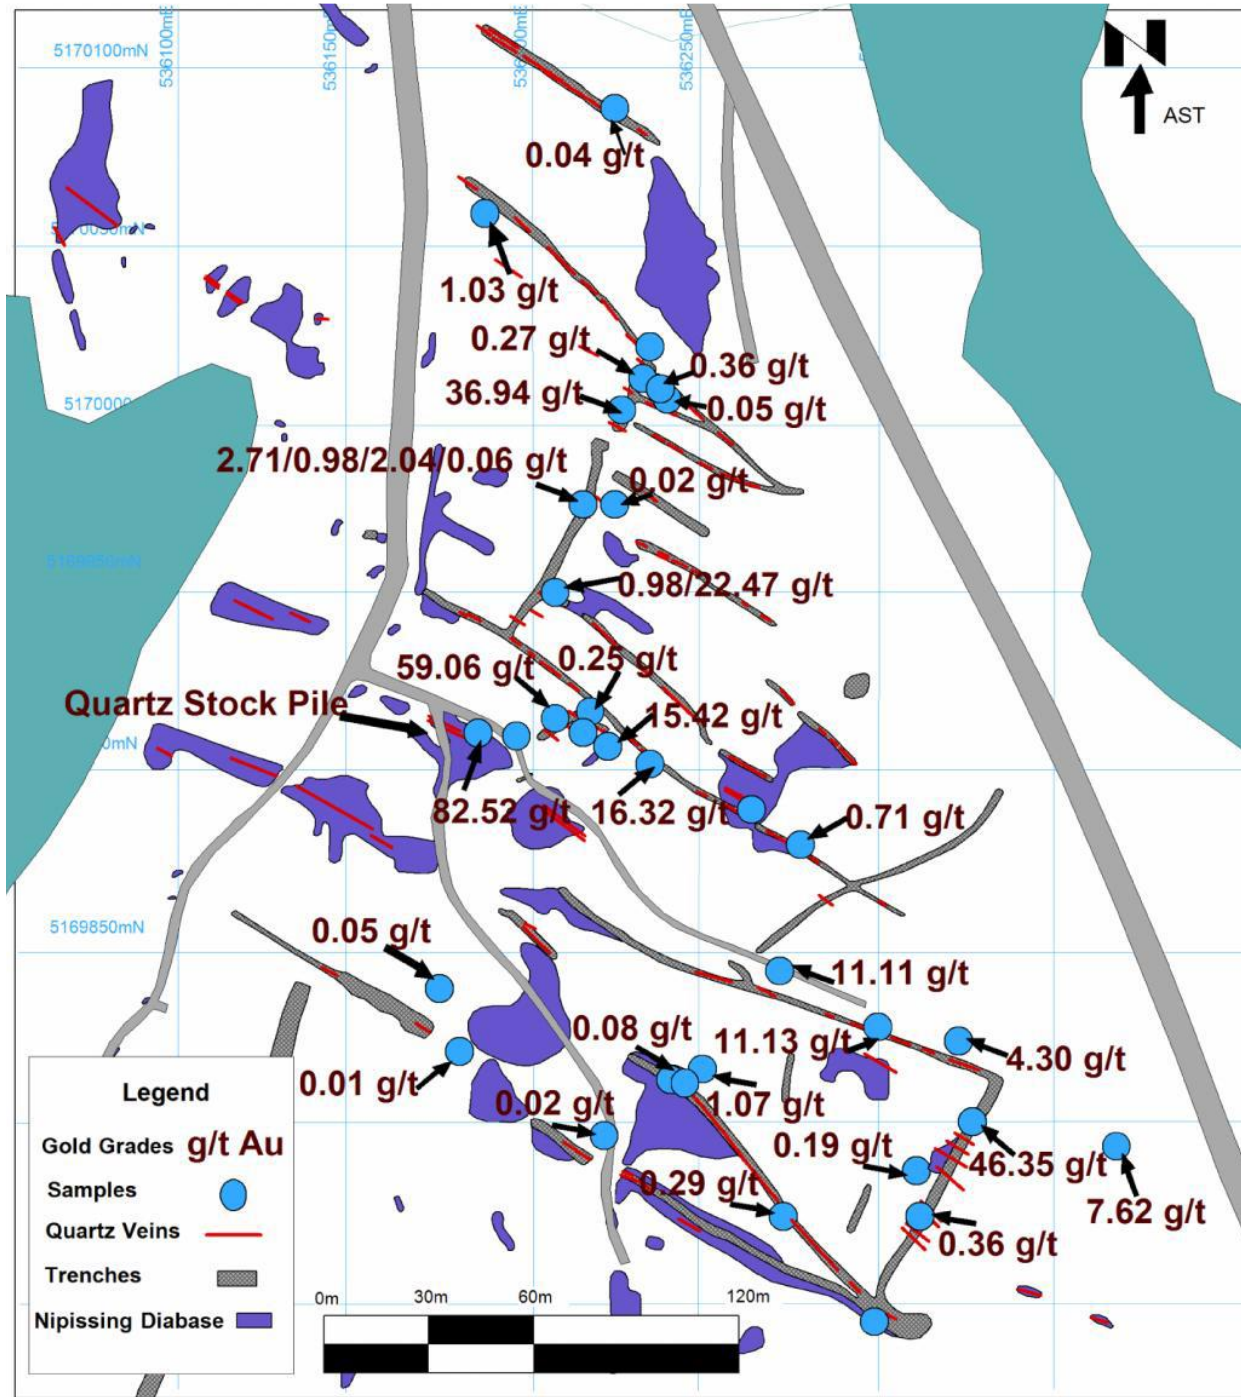 5170100mN
536100mE
536150mE
536200mE
536250mE
N
AST
0.04 g/t
1.03 g/t
0.27 g/t
0.36 g/t
36.94 g/t
0.05 g/t
2.71/0.98/2.04/0.06 g/t
0.02 g/t
0.98/22.47 g/t
0.25 g/t
59.06 g/t
Quartz Stock Pile
15.42 g/t
82.52 g/t
16.32 g/t
0.71 g/t
5169850mN
0.05 g/t
11.11 g/t
0.08 g/t
11.13 g/t
4.30 g/t
0.01 g/t
0.02 g/t
1.07 g/t
0.19 g/t
46.35 g/t
0.29 g/t
7.62 g/t
0.36 g/t
Legend
Gold Grades g/t Au
Samples
Quartz Veins
Trenches
Nipissing Diabase
0m 30m 60m 120m